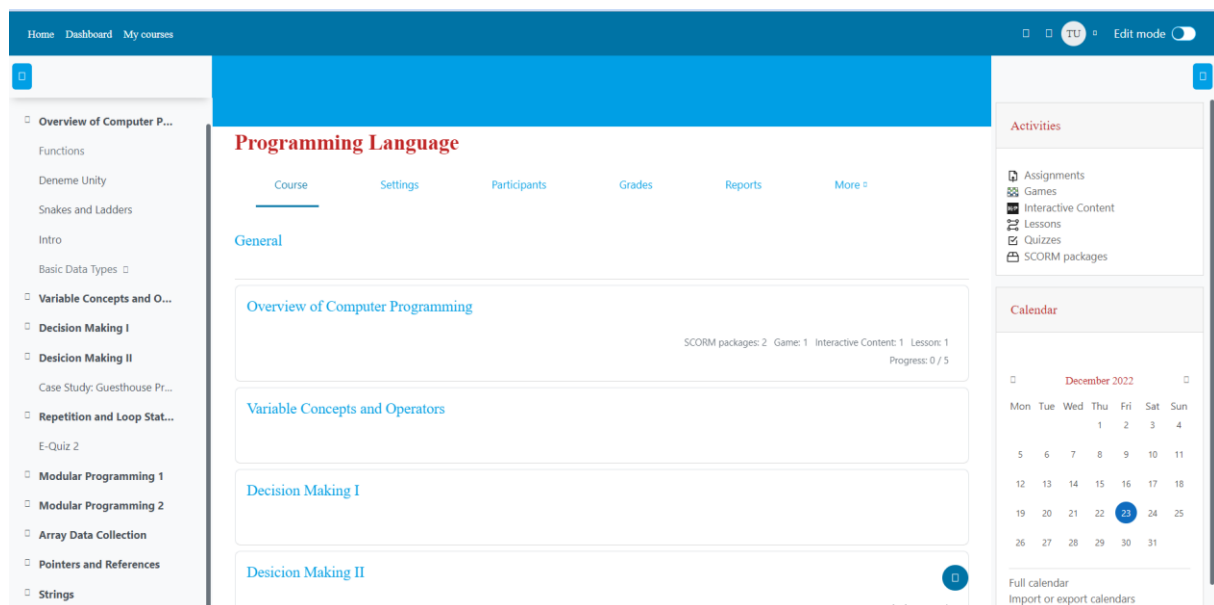 Home Dashboard My courses
TU Edit mode
Overview of Computer P...
Functions
Deneme Unity
Snakes and Ladders
Intro
Basic Data Types
Variable Concepts and O...
Decision Making I
Desicion Making II
Case Study: Guesthouse Pr...
Repetition and Loop Stat...
E-Quiz 2
Modular Programming 1
Modular Programming 2
Array Data Collection
Pointers and References
Strings
Programming Language
Course Settings Participants Grades Reports More
General
Overview of Computer Programming
SCORM packages: 2 Game: 1 Interactive Content: 1 Lesson: 1
Progress: 0 / 5
Variable Concepts and Operators
Decision Making I
Desicion Making II
Activities
Assignments
Games
Interactive Content
Lessons
Quizzes
SCORM packages
Calendar
December 2022
Mon Tue Wed Thu Fri Sat Sun
1 2 3 4
5 6 7 8 9 10 11
12 13 14 15 16 17 18
19 20 21 22 23 24 25
26 27 28 29 30 31
Full calendar
Import or export calendars